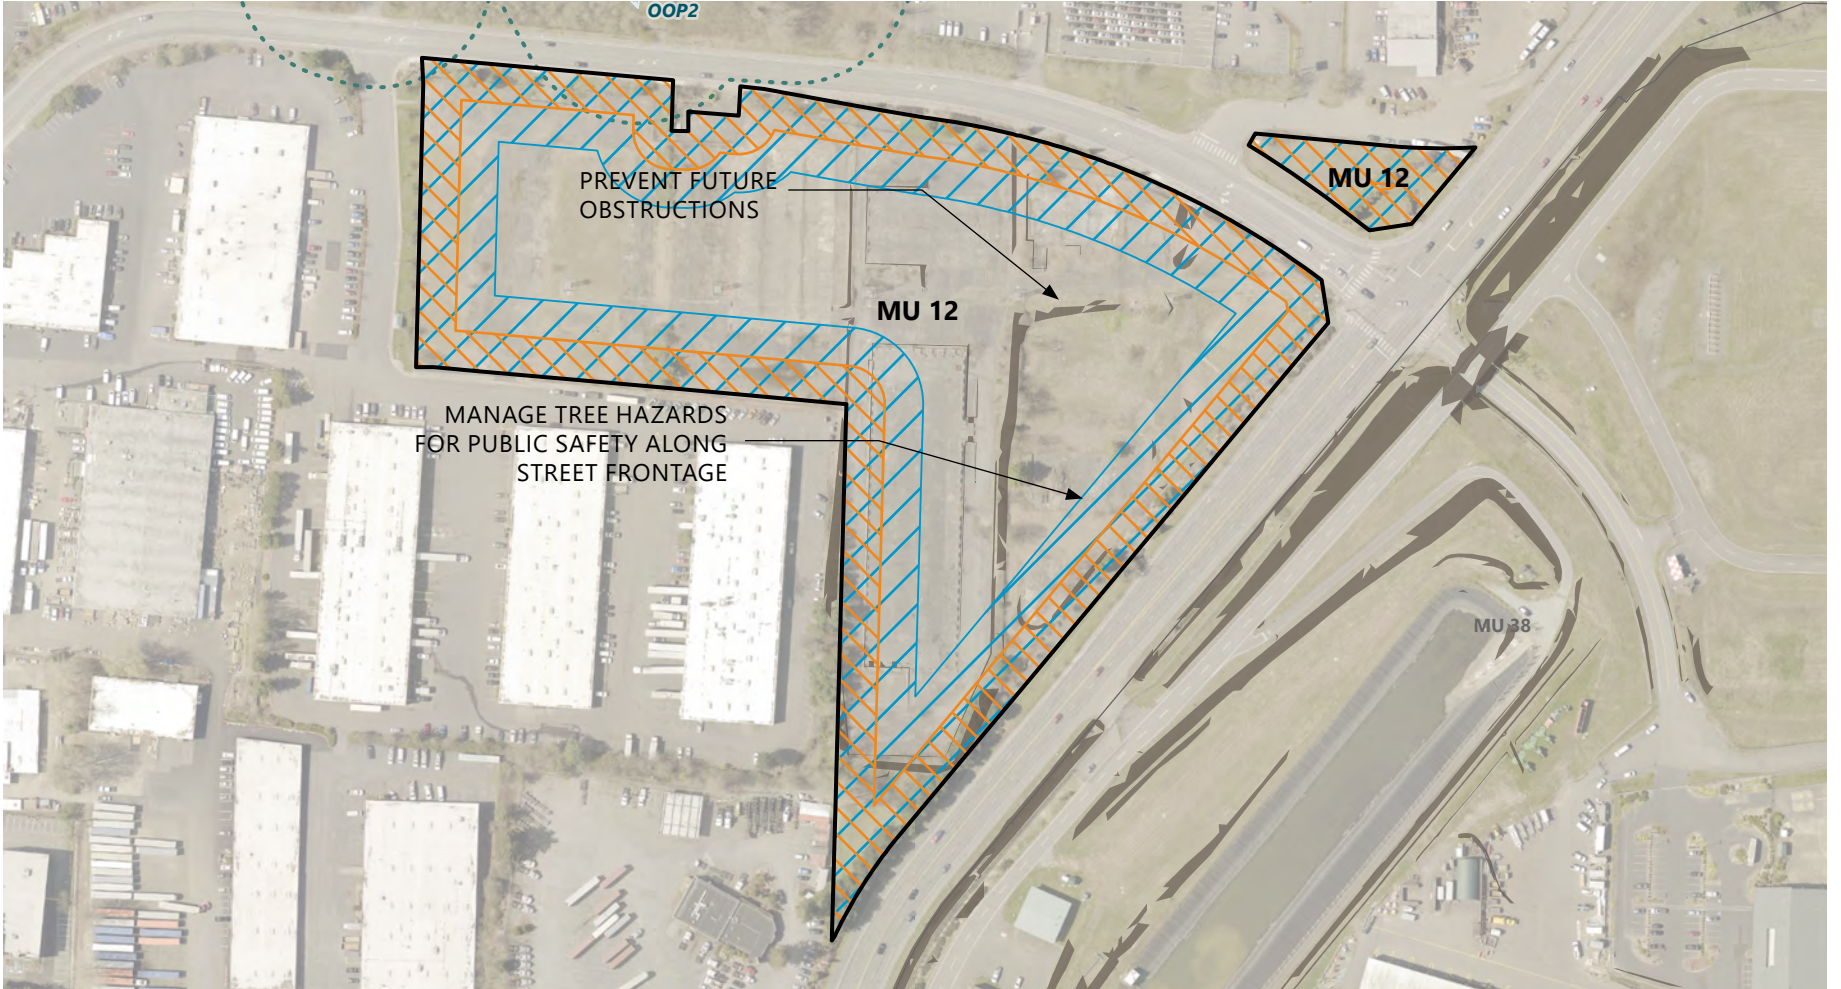 OOP2
MU 12
PREVENT FUTURE
OBSTRUCTIONS
MU 12
MANAGE TREE HAZARDS
FOR PUBLIC SAFETY ALONG
STREET FRONTAGE
MU 38